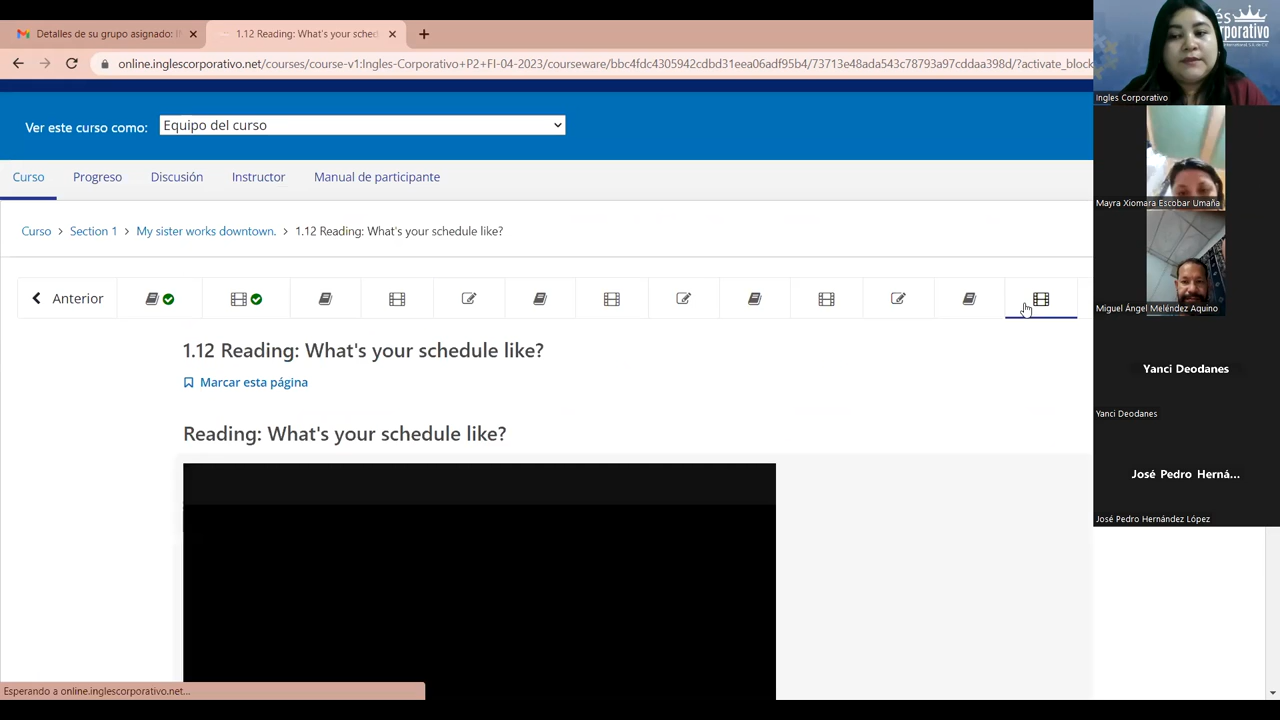 Detalles de su grupo asignado: I
1.12 Reading: What's your sched
online.inglescorporativo.net/courses/course-v1:Ingles-Corporativo+P2+FI-04-2023/courseware/bbc4fdc4305942cdbd31eea06adf95b4/73713e48ada543c78793a97cddaa398d/?activate_block
Ver este curso como:
Equipo del curso
Curso
Progreso
Discusión
Instructor
Manual de participante
Curso > Section 1 > My sister works downtown. > 1.12 Reading: What's your schedule like?
Anterior
1.12 Reading: What's your schedule like?
Marcar esta página
Reading: What's your schedule like?
Esperando a online.inglescorporativo.net...
Ingles Corporativo
Mayra Xiomara Escobar Umaña
Miguel Ángel Meléndez Aquino
Yanci Deodanes
Yanci Deodanes
José Pedro Herná...
José Pedro Hernández López